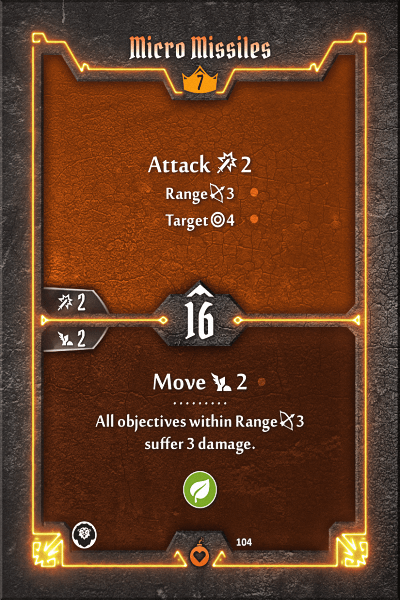 Micro Missiles
7
Attack 2
Range 3
Target 4
2
16
2
Move 2
All objectives within Range 3
suffer 3 damage.
104